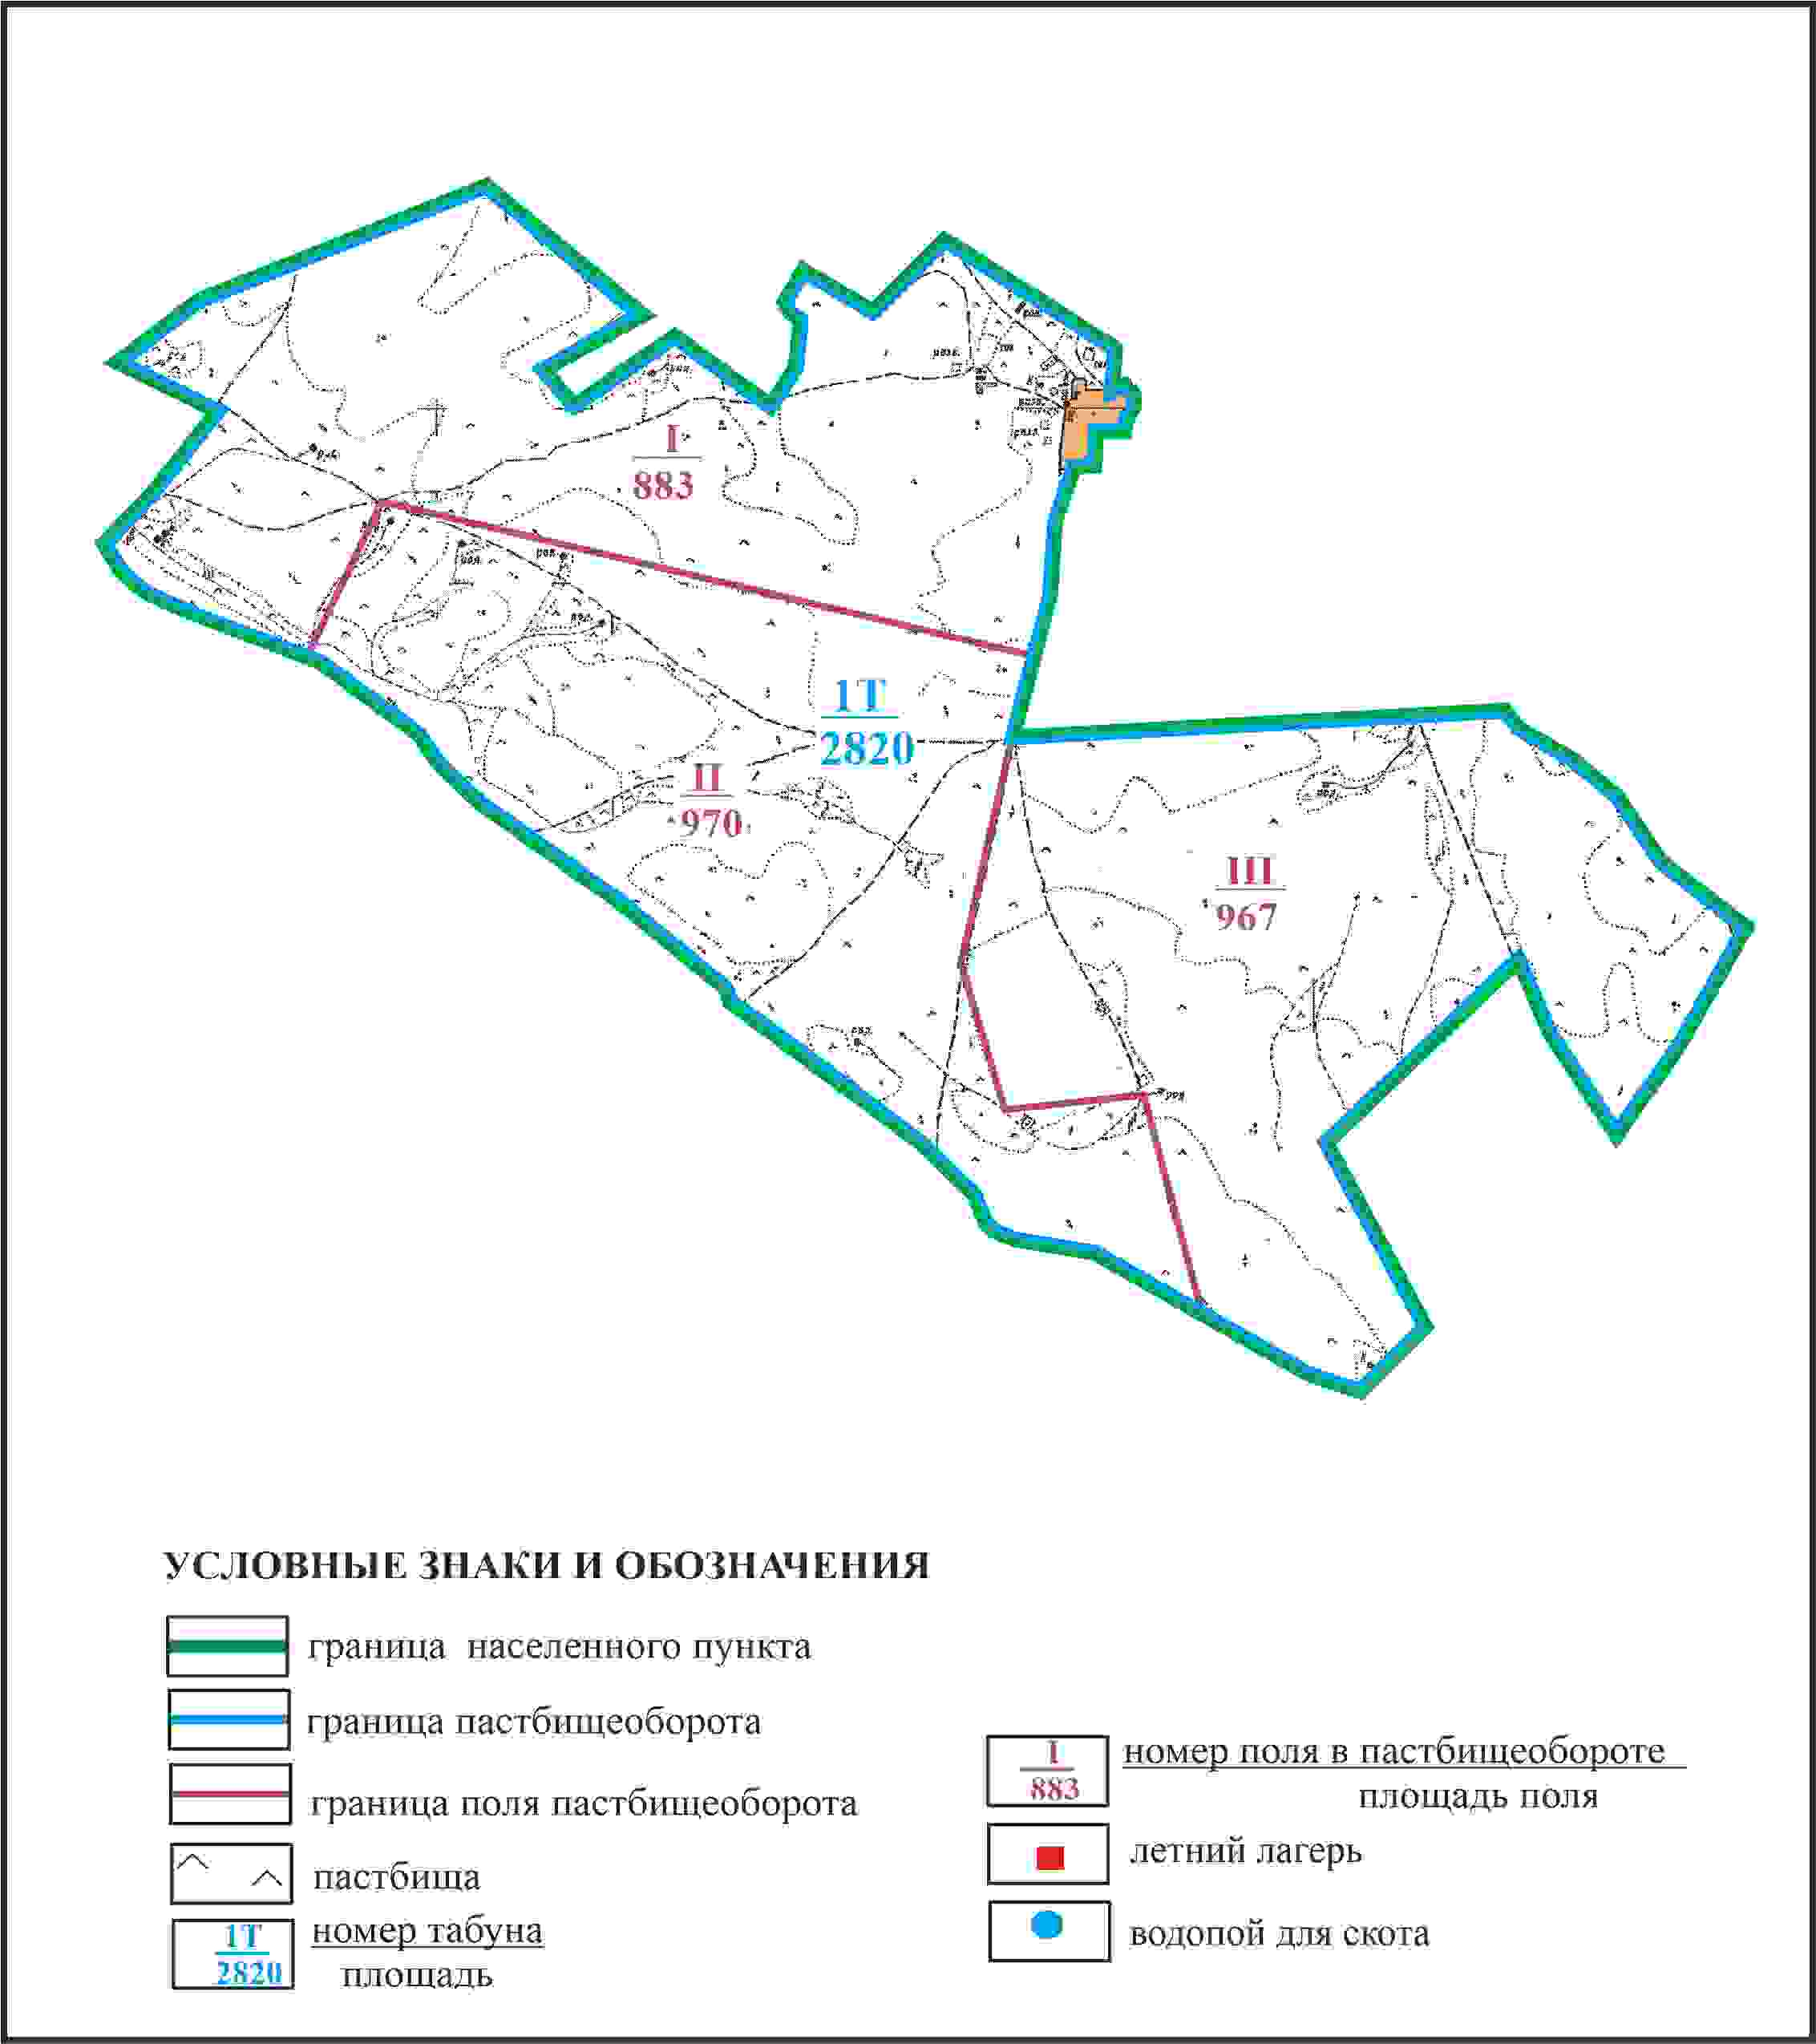 I
883
1Т
2820
II
970
III
967
УСЛОВНЫЕ ЗНАКИ И ОБОЗНАЧЕНИЯ
граница населенного пункта
граница пастбищеоборота
граница поля пастбищеоборота
пастбища
1Т
2820
номер табуна
площадь
I
883
номер поля в пастбищеобороте
площадь поля
летний лагерь
водопой для скота